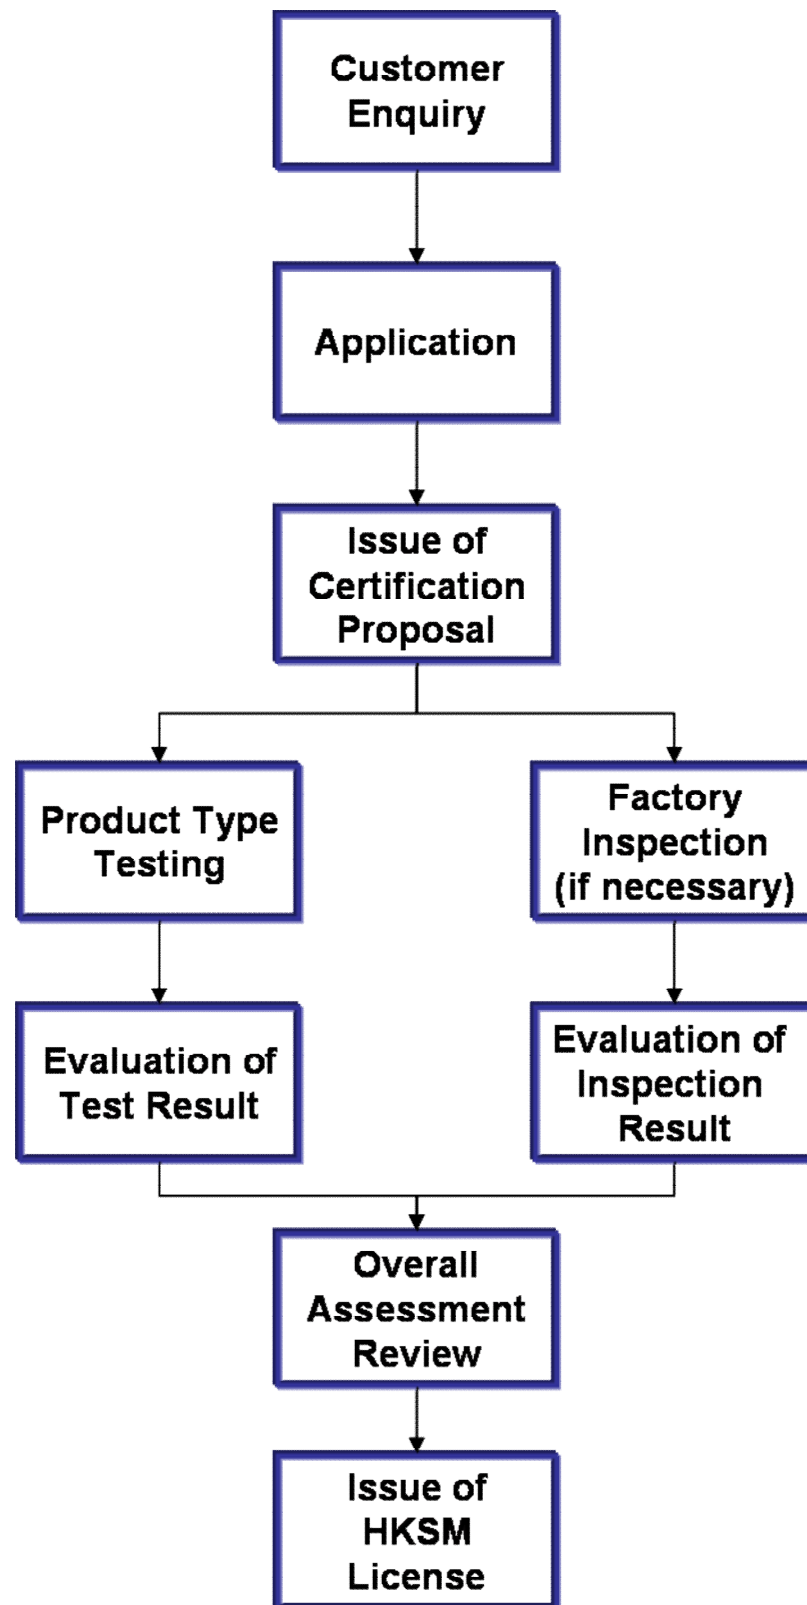 Customer
Enquiry
Application
Issue of
Certification
Proposal
Product Type
Testing
Factory
Inspection
(if necessary)
Evaluation of
Test Result
Evaluation of
Inspection
Result
Overall
Assessment
Review
Issue of
HKSM
License